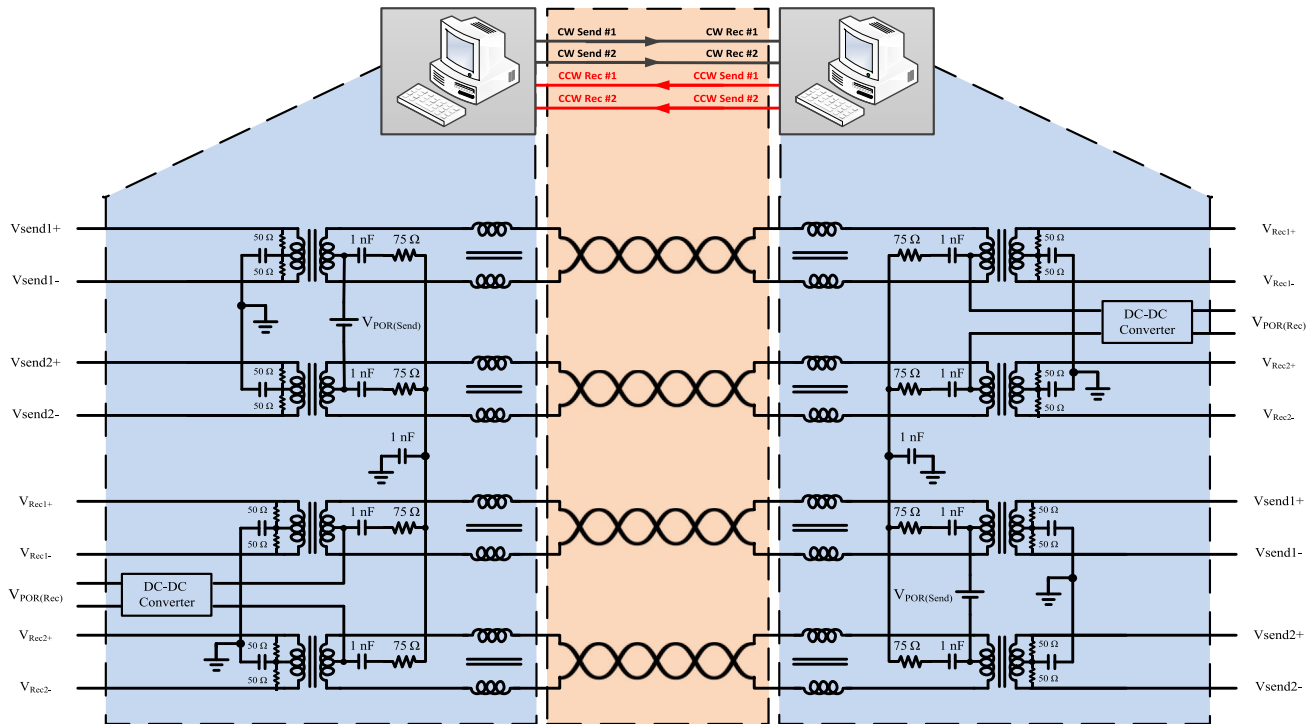 CW Send #1 CW Rec #1
CW Send #2 CW Rec #2
CCW Rec #1 CCW Send #1
CCW Rec #2 CCW Send #2
Vsend1+ 50 Ω 1 nF 75 Ω 75 Ω 1 nF 50 Ω VRec1+
Vsend1- 50 Ω 50 Ω VRec1-
VPOR(Send) DC-DC Converter VPOR(Rec)
Vsend2+ 50 Ω 1 nF 75 Ω 75 Ω 1 nF 50 Ω VRec2+
Vsend2- 50 Ω 50 Ω VRec2-
1 nF 1 nF
VRec1+ 50 Ω 1 nF 75 Ω 75 Ω 1 nF 50 Ω Vsend1+
VRec1- 50 Ω 50 Ω Vsend1-
VPOR(Rec) DC-DC Converter VPOR(Send)
VRec2+ 50 Ω 1 nF 75 Ω 75 Ω 1 nF 50 Ω Vsend2+
VRec2- 50 Ω 50 Ω Vsend2-